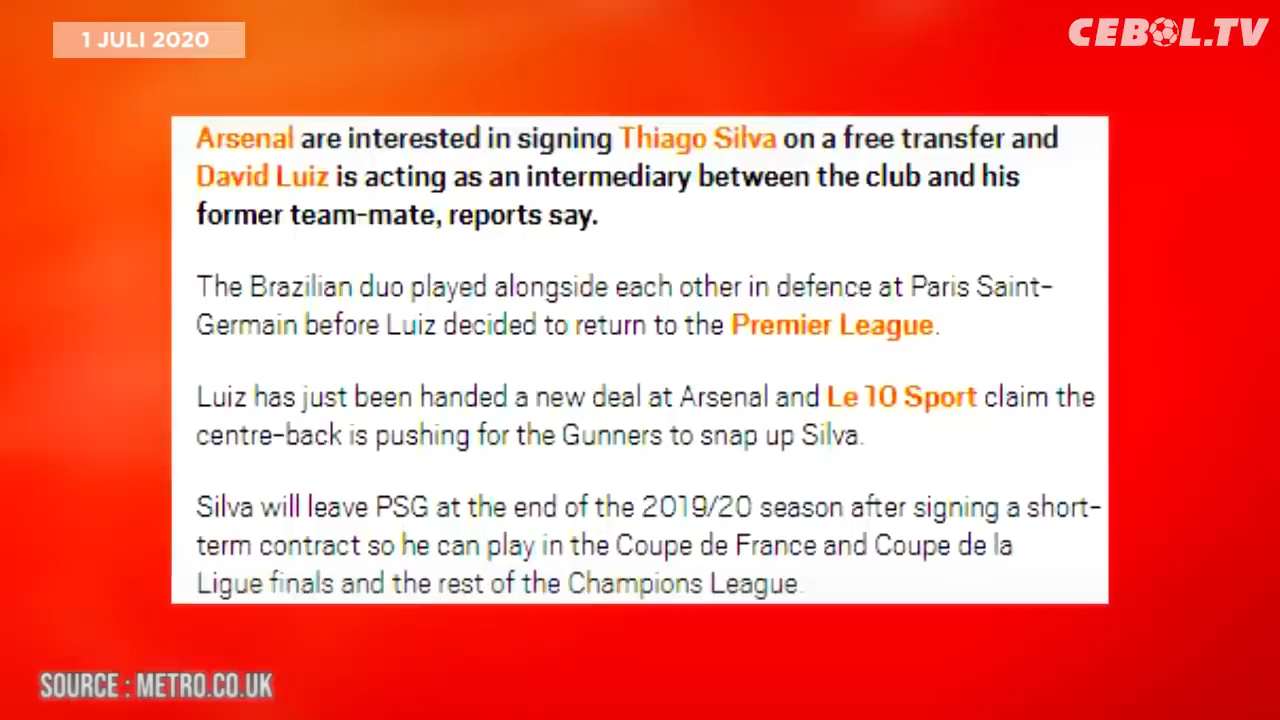 1 JULI 2020
CEBOL.TV
Arsenal are interested in signing Thiago Silva on a free transfer and
David Luiz is acting as an intermediary between the club and his
former team-mate, reports say.
The Brazilian duo played alongside each other in defence at Paris Saint-
Germain before Luiz decided to return to the Premier League.
Luiz has just been handed a new deal at Arsenal and Le 10 Sport claim the
centre-back is pushing for the Gunners to snap up Silva.
Silva will leave PSG at the end of the 2019/20 season after signing a short-
term contract so he can play in the Coupe de France and Coupe de la
Ligue finals and the rest of the Champions League.
SOURCE : METRO.CO.UK